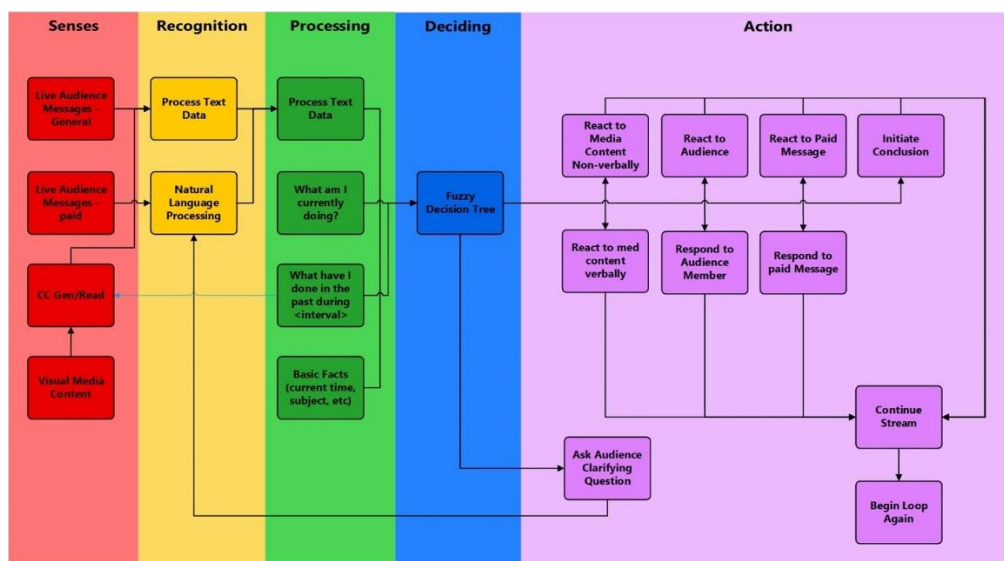 Senses
Recognition
Processing
Deciding
Action
Live Audience
Messages -
General
Process Text
Data
Process Text
Data
React to
Media
Content
Non-verbally
React to
Audience
React to Paid
Message
Initiate
Conclusion
Live Audience
Messages -
paid
Natural
Language
Processing
What am I
currently
doing?
Fuzzy
Decision Tree
React to med
content
verbally
Respond to
Audience
Member
Respond to
paid Message
CC Gen/Read
What have I
done in the
past during
<interval>
Visual Media
Content
Basic Facts
(current time,
subject, etc)
Continue
Stream
Ask Audience
Clarifying
Question
Begin Loop
Again